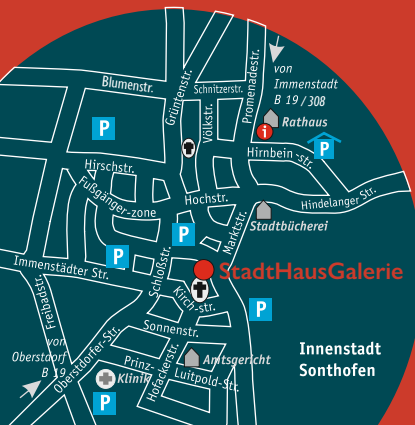 Blumenstr.
Grüntenstr.
Schnitzerstr.
Völkstr.
Promenadestr.
von
Immenstadt
B 19 / 308
P
i
Rathaus
Hirnbein-str.
P
Hirschstr.
Fußgänger-zone
Hochstr.
Hindelanger Str.
Stadtbücherei
Marktstr.
P
P
Immenstädter Str.
Schloßstr.
StadtHausGalerie
Kirch-str.
Freibadstr.
P
Sonnenstr.
von
Oberstdorf
B 19
Oberstdorfer-Str.
Prinz-
Luitpold-Str.
Hofackerstr.
Amtsgericht
Klinik
P
Innenstadt
Sonthofen